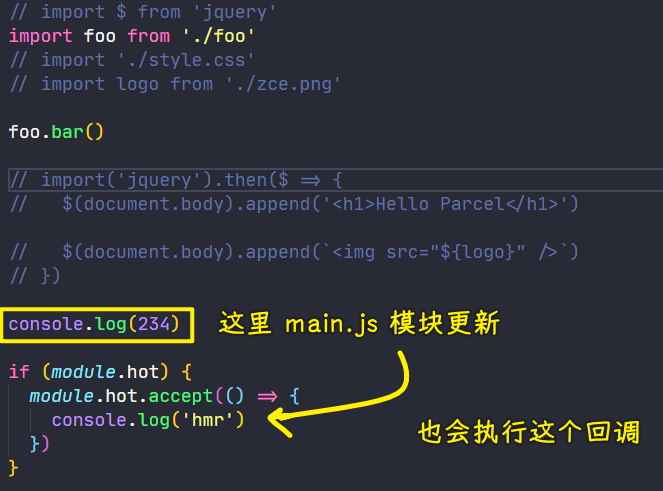 // import $ from 'jquery'
import foo from './foo'
// import './style.css'
// import logo from './zce.png'
foo.bar()
// import('jquery').then($ => {
//   $(document.body).append('<h1>Hello Parcel</h1>')
//   $(document.body).append(`<img src="${logo}" />`)
// })
console.log(234) 这里 main.js 模块更新
if (module.hot) {
  module.hot.accept(() => {
    console.log('hmr')
也会执行这个回调
  })
}